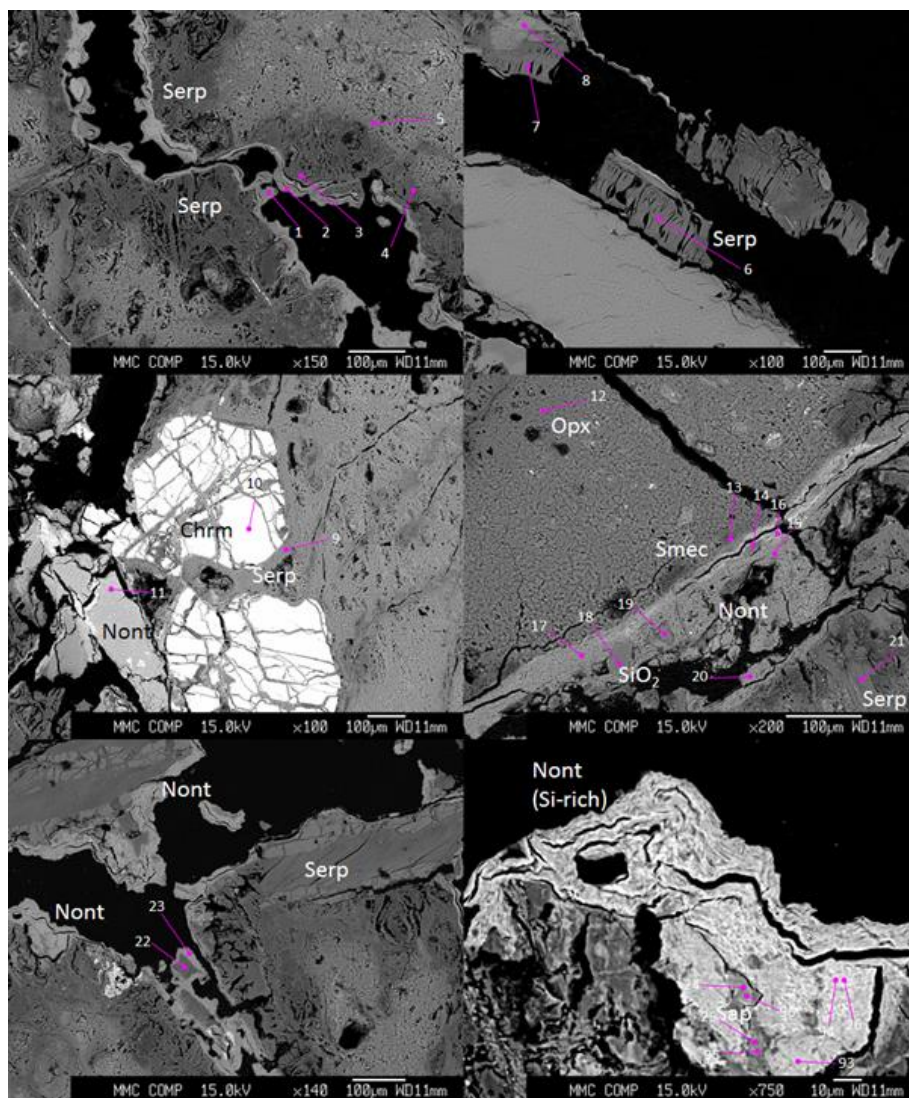 Serp
5
Serp
1
2
3
4
MMC COMP 15.0kV ×150 100µm WD11mm
8
7
Serp
6
MMC COMP 15.0kV ×100 100µm WD11mm
10
Chrm
9
Serp
11
Nont
MMC COMP 15.0kV ×100 100µm WD11mm
12
Opx
13
14
16
15
Smec
19
Nont
17
18
21
SiO2
20
Serp
MMC COMP 15.0kV ×200 100µm WD11mm
Nont
Serp
Nont
23
22
MMC COMP 15.0kV ×140 100µm WD11mm
Nont
(Si-rich)
Sap
93
MMC COMP 15.0kV ×750 10µm WD11mm